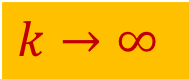 k → ∞